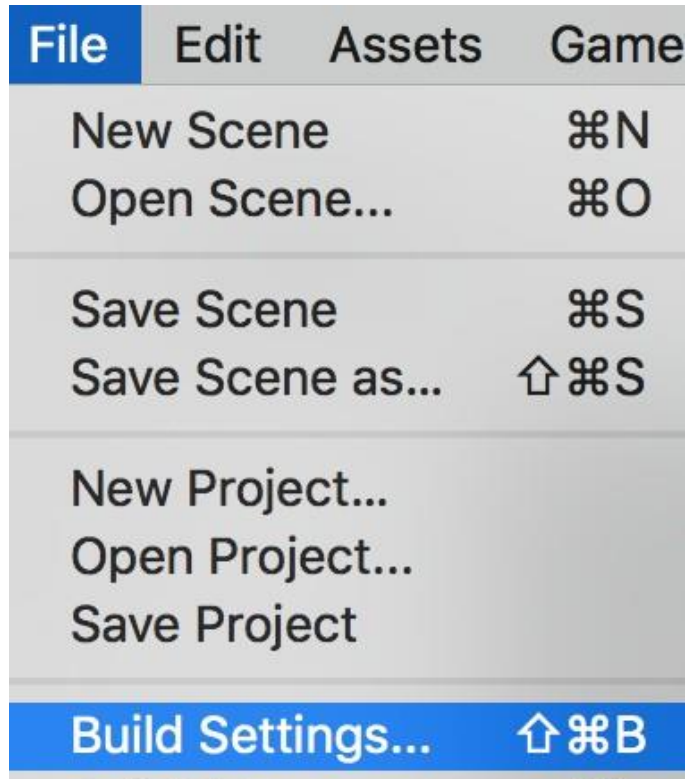 File Edit Assets Game
New Scene ⌘N
Open Scene... ⌘O
Save Scene ⌘S
Save Scene as... ⇧⌘S
New Project...
Open Project...
Save Project
Build Settings... ⇧⌘B